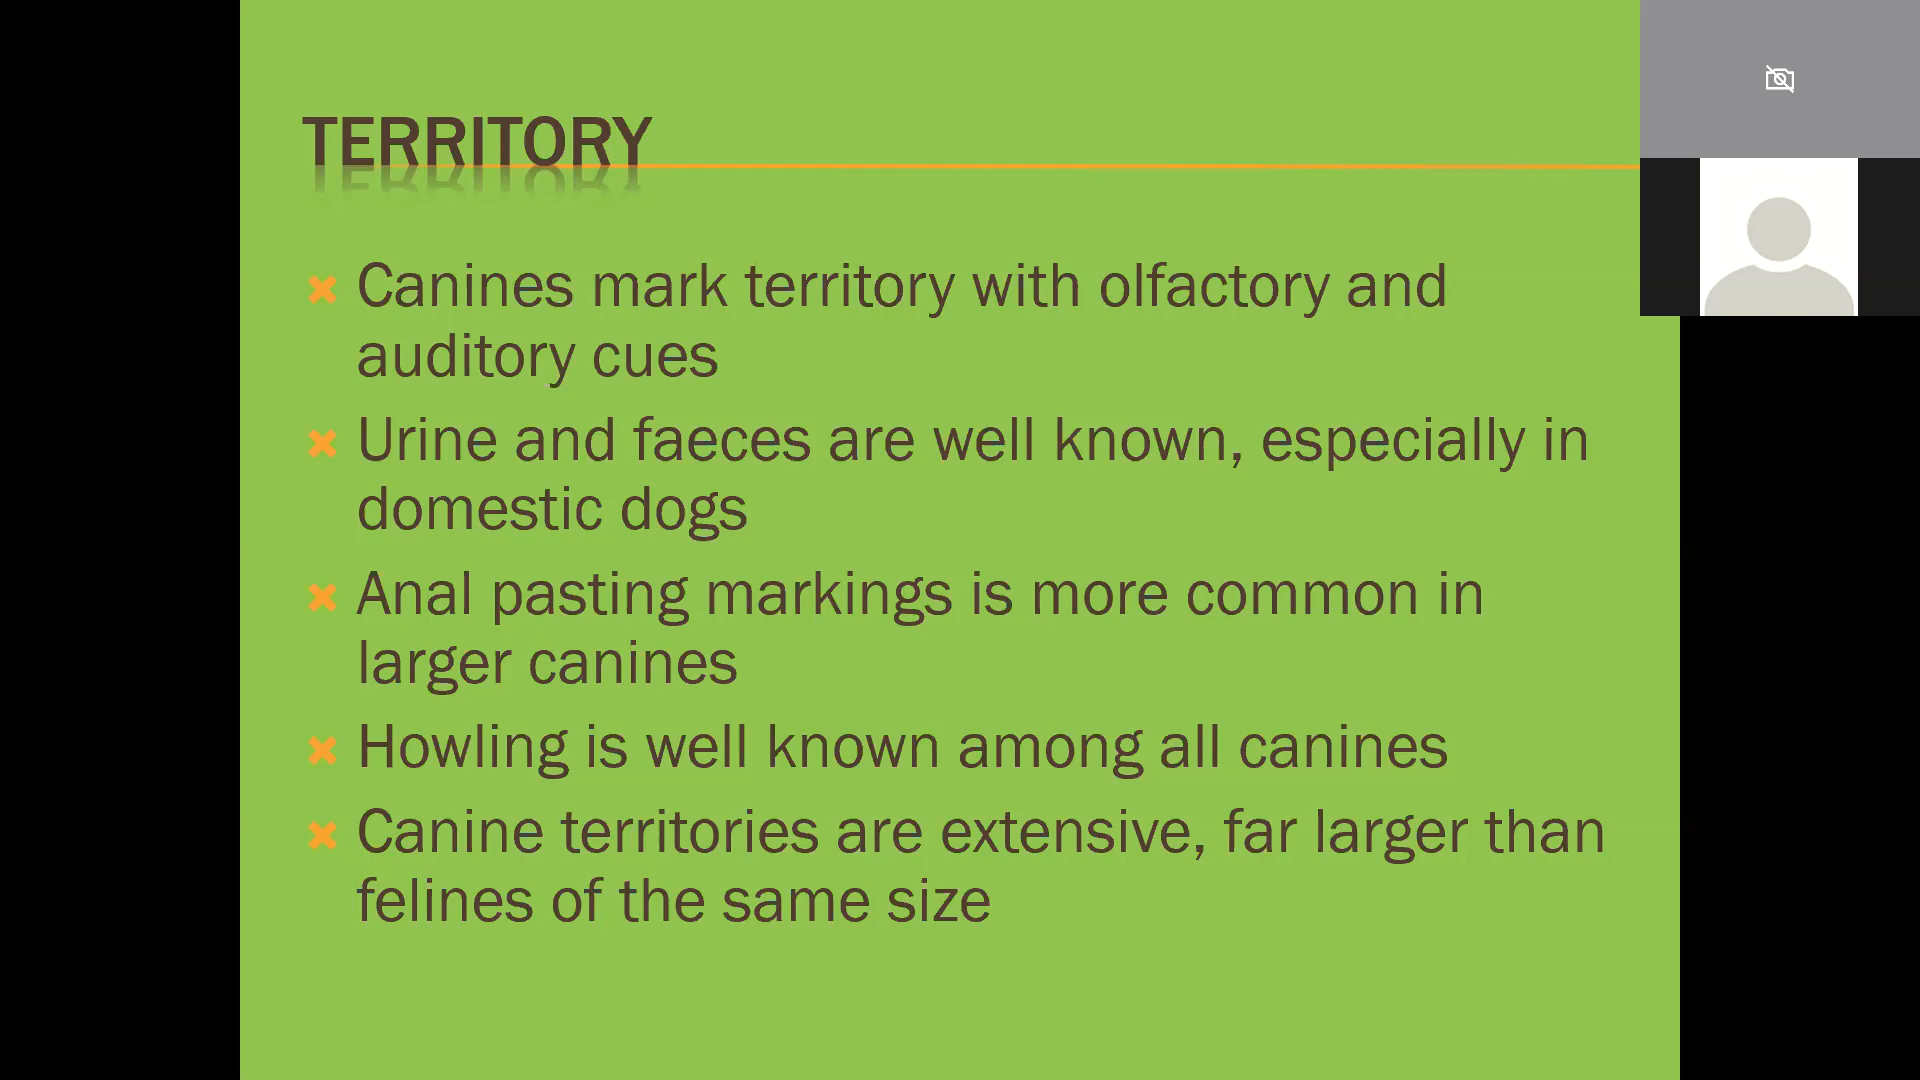 TERRITORY
Canines mark territory with olfactory and
auditory cues
Urine and faeces are well known, especially in
domestic dogs
Anal pasting markings is more common in
larger canines
Howling is well known among all canines
Canine territories are extensive, far larger than
felines of the same size